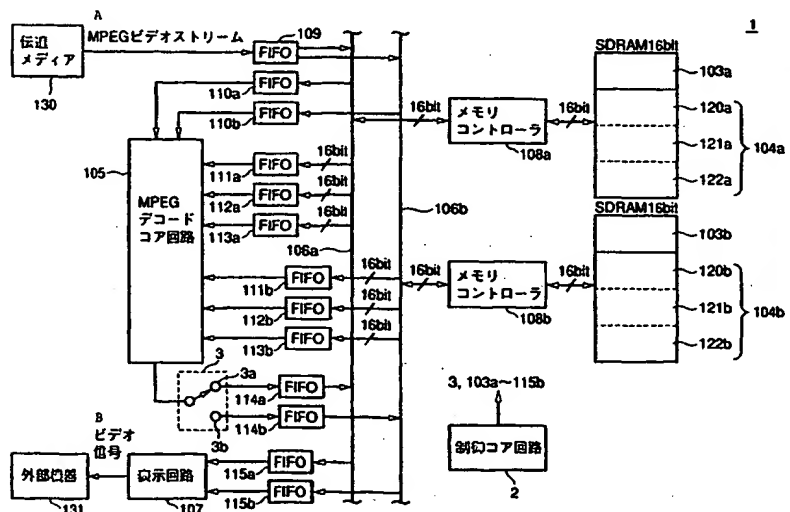 A
MPEGビデオストリーム
109
1
伝達
メディア
130
FIFO
SDRAM16bit
103a
110a
FIFO
110b
FIFO
16bit
メモリ
コントローラ
108a
16bit
120a
121a
122a
104a
105
MPEG
デコード
コア回路
111a
FIFO
16bit
112a
FIFO
16bit
113a
FIFO
16bit
106a
106b
SDRAM16bit
103b
111b
FIFO
16bit
112b
FIFO
16bit
113b
FIFO
16bit
16bit
メモリ
コントローラ
108b
16bit
120b
121b
122b
104b
3
3a
3b
FIFO
114a
FIFO
114b
3, 103a~115b
制御コア回路
2
B
ビデオ
信号
外部機器
131
表示回路
107
115a
FIFO
115b
FIFO